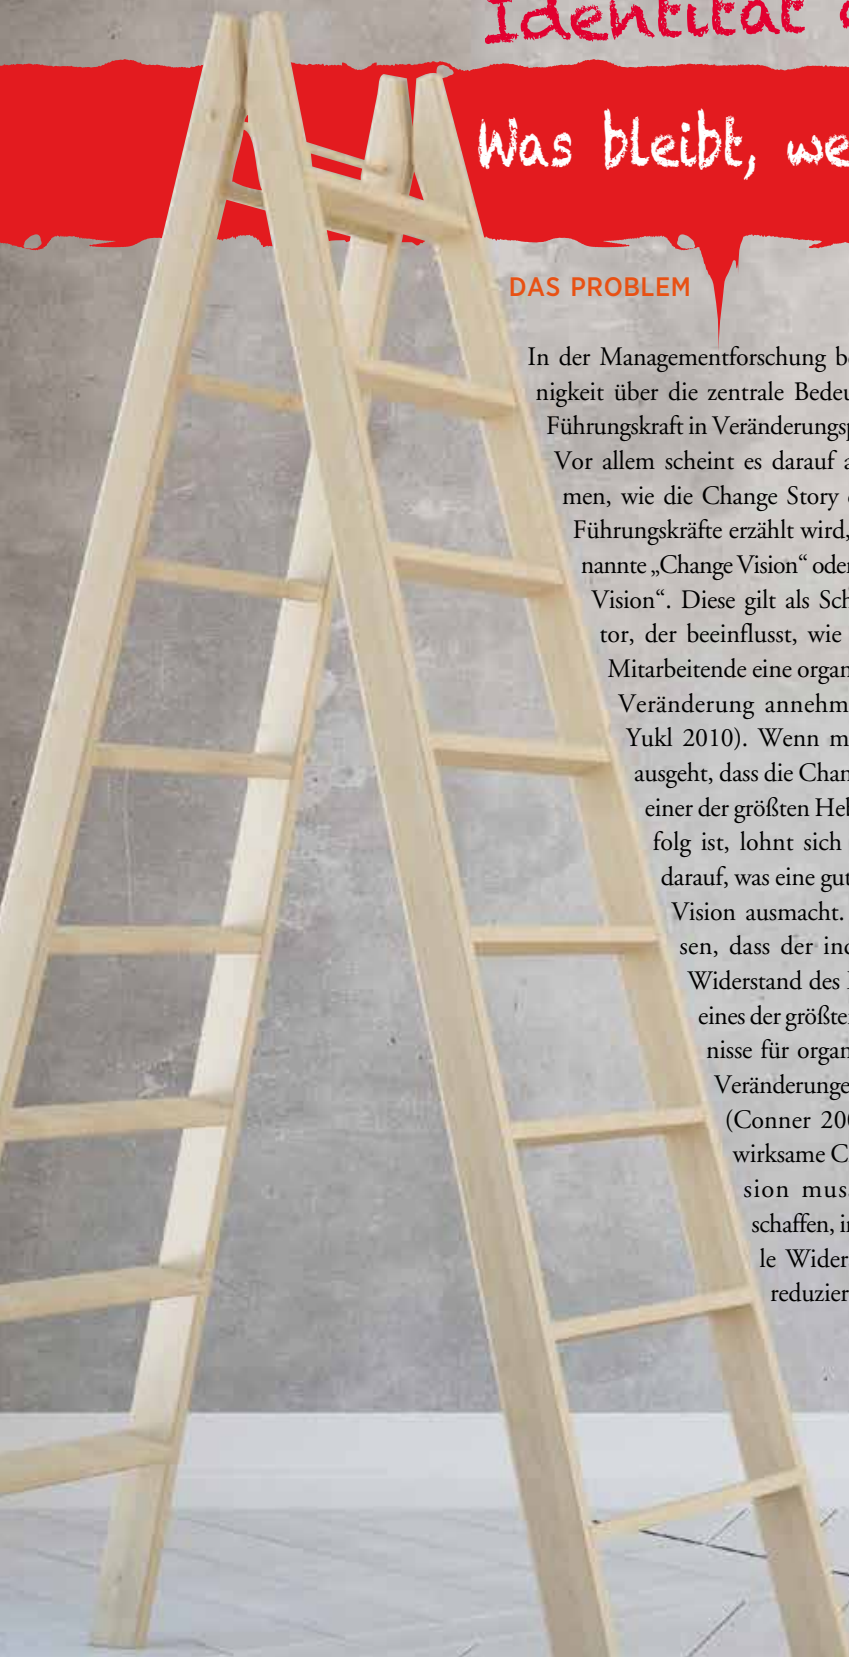 Identität
Was bleibt, we
DAS PROBLEM
In der Managementforschung be
nigkeit über die zentrale Bedeu
Führungskraft in Veränderungsp
Vor allem scheint es darauf a
men, wie die Change Story
Führungskräfte erzählt wird,
nannte „Change Vision“ oder
Vision“. Diese gilt als Sch
tor, der beeinflusst, wie
Mitarbeitende eine organ
Veränderung annehm
Yukl 2010). Wenn m
ausgeht, dass die Chan
einer der größten Heb
folg ist, lohnt sich
darauf, was eine gut
Vision ausmacht.
sen, dass der ind
Widerstand des
eines der größte
nisse für organ
Veränderunge
(Conner 200
wirksame C
sion mus
schaffen, i
le Wider
reduzier